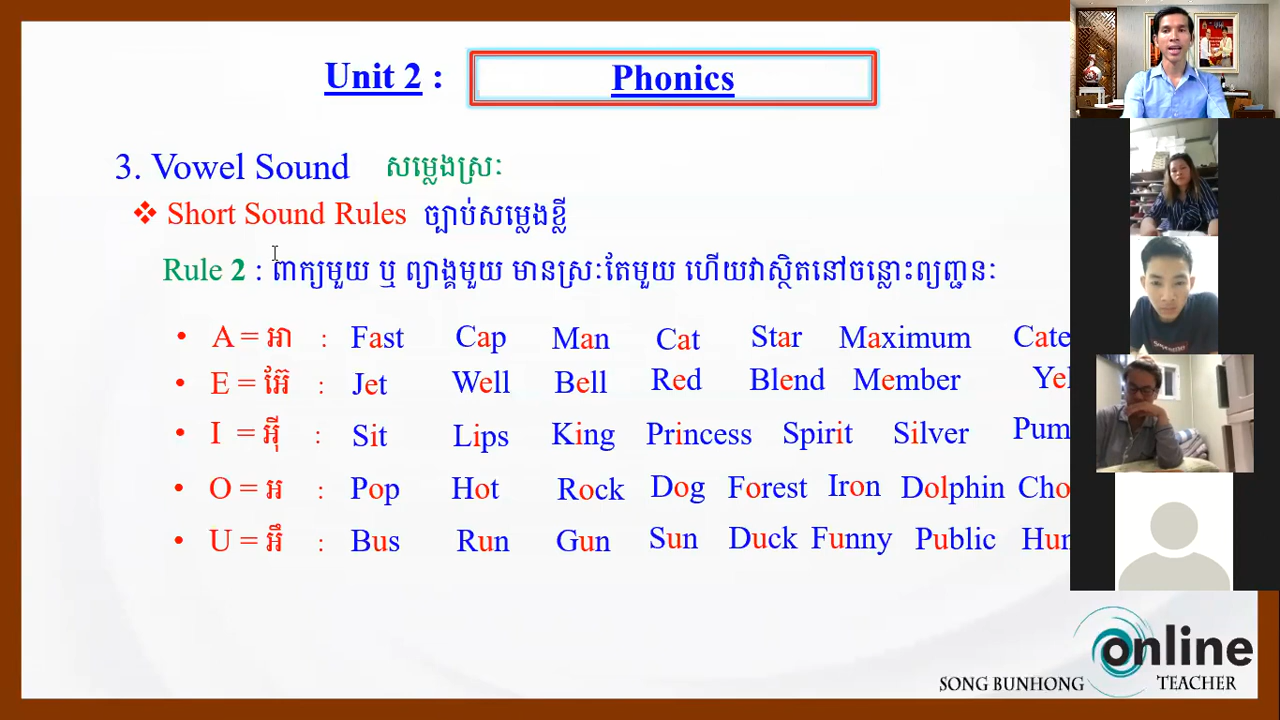 Unit 2 : Phonics
3. Vowel Sound សម្លេងស្រៈ
❖ Short Sound Rules ច្បាប់សម្លេងខ្លី
Rule 2 : ពាក្យមួយ ឬ ព្យាង្គមួយ មានស្រៈតែមួយ ហើយវាស្ថិតនៅចន្លោះព្យញ្ជនៈ
• A = អា : Fast Cap Man Cat Star Maximum Cate
• E = អ៊ែ : Jet Well Bell Red Blend Member
• I = អ៊ី : Sit Lips King Princess Spirit Silver Pum
• O = អ : Pop Hot Rock Dog Forest Iron Dolphin Cho
• U = អឹ : Bus Run Gun Sun Duck Funny Public
online
SONG BUNHONG TEACHER